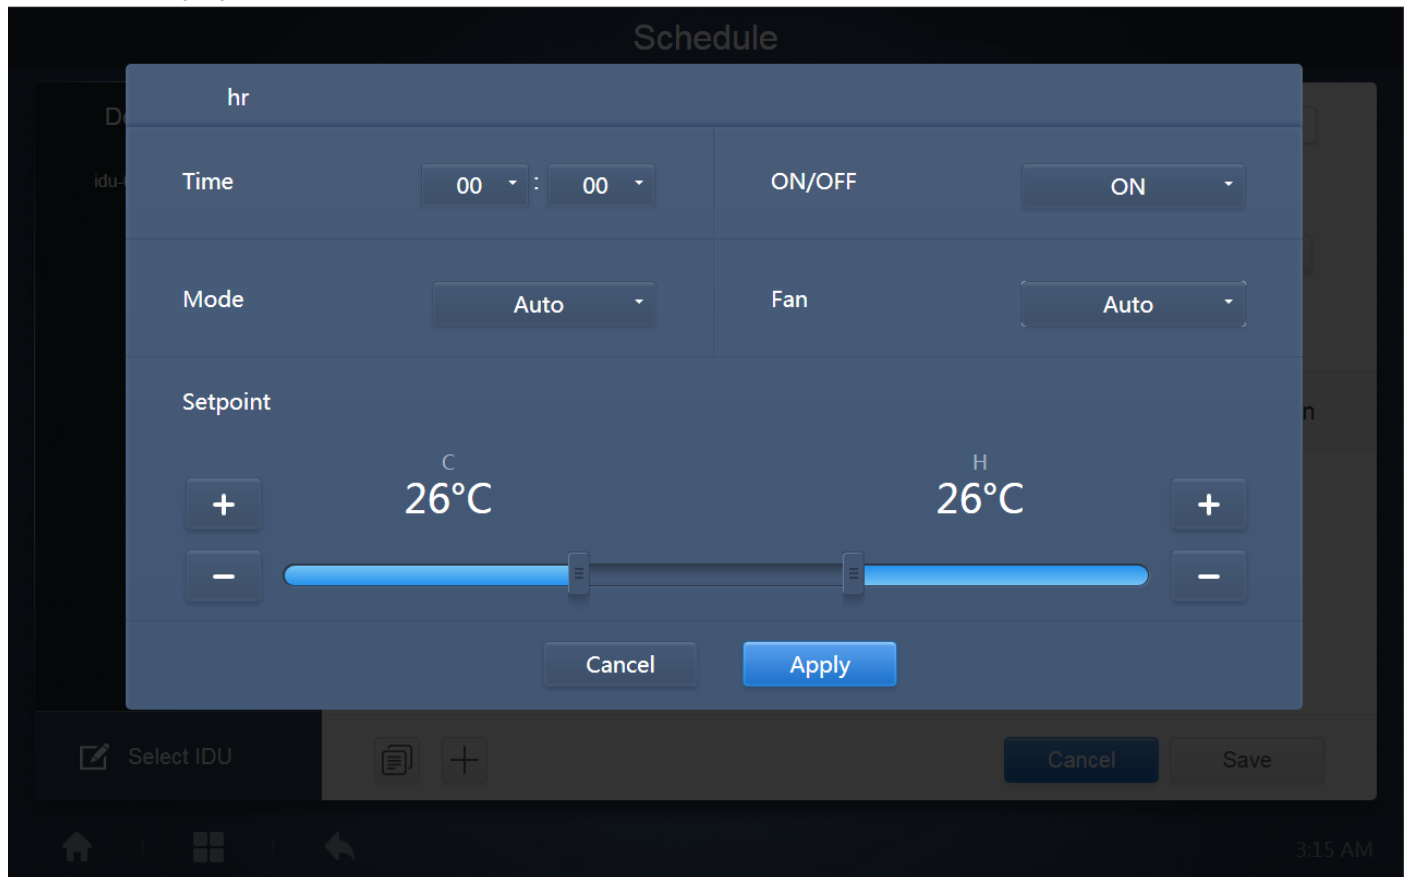 Schedule
hr
Time 00 : 00 ON/OFF ON
Mode Auto Fan Auto
Setpoint
C H
26°C 26°C
+ +
− −
Cancel Apply
Select IDU Cancel Save
3:15 AM